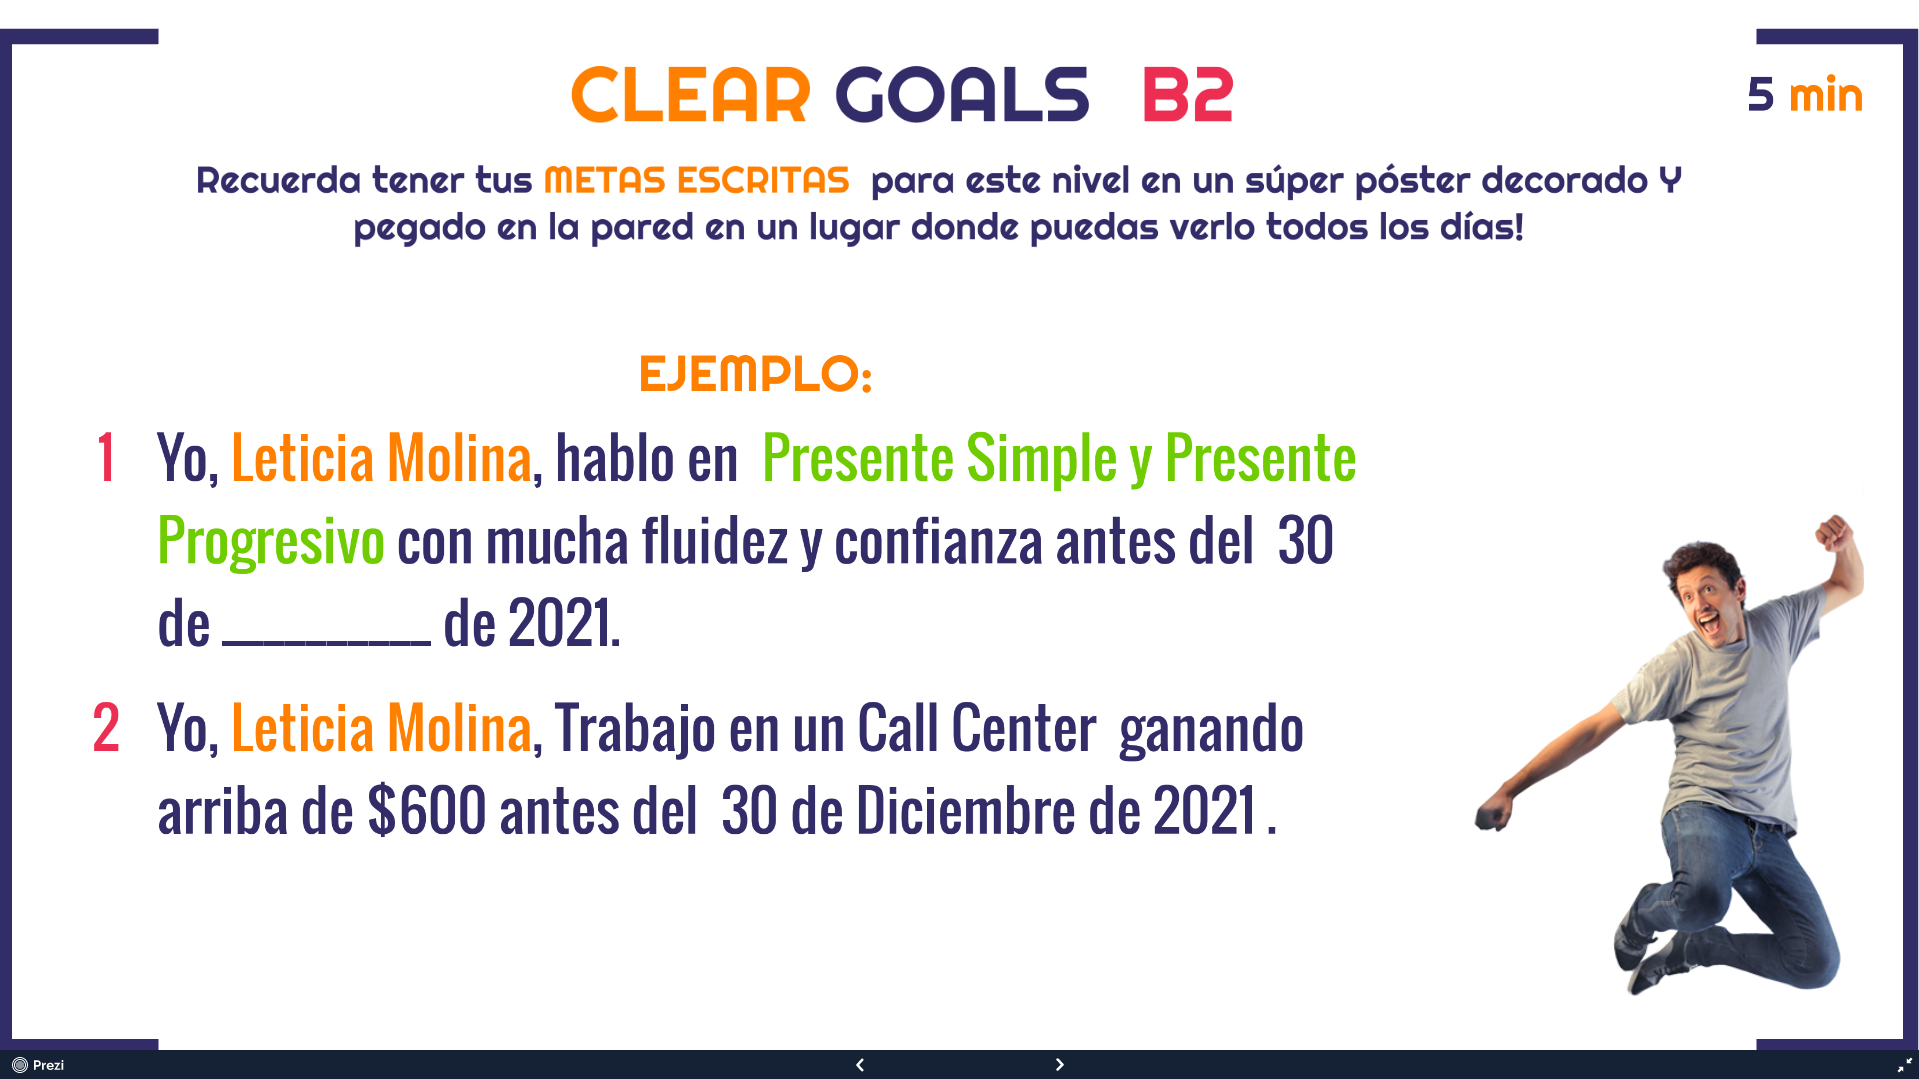 CLEAR GOALS B2
5 min
Recuerda tener tus METAS ESCRITAS para este nivel en un súper póster decorado Y
pegado en la pared en un lugar donde puedas verlo todos los días!
EJEMPLO:
1 Yo, Leticia Molina, hablo en Presente Simple y Presente
Progresivo con mucha fluidez y confianza antes del 30
de __________ de 2021.
2 Yo, Leticia Molina, Trabajo en un Call Center ganando
arriba de $600 antes del 30 de Diciembre de 2021 .
Prezi